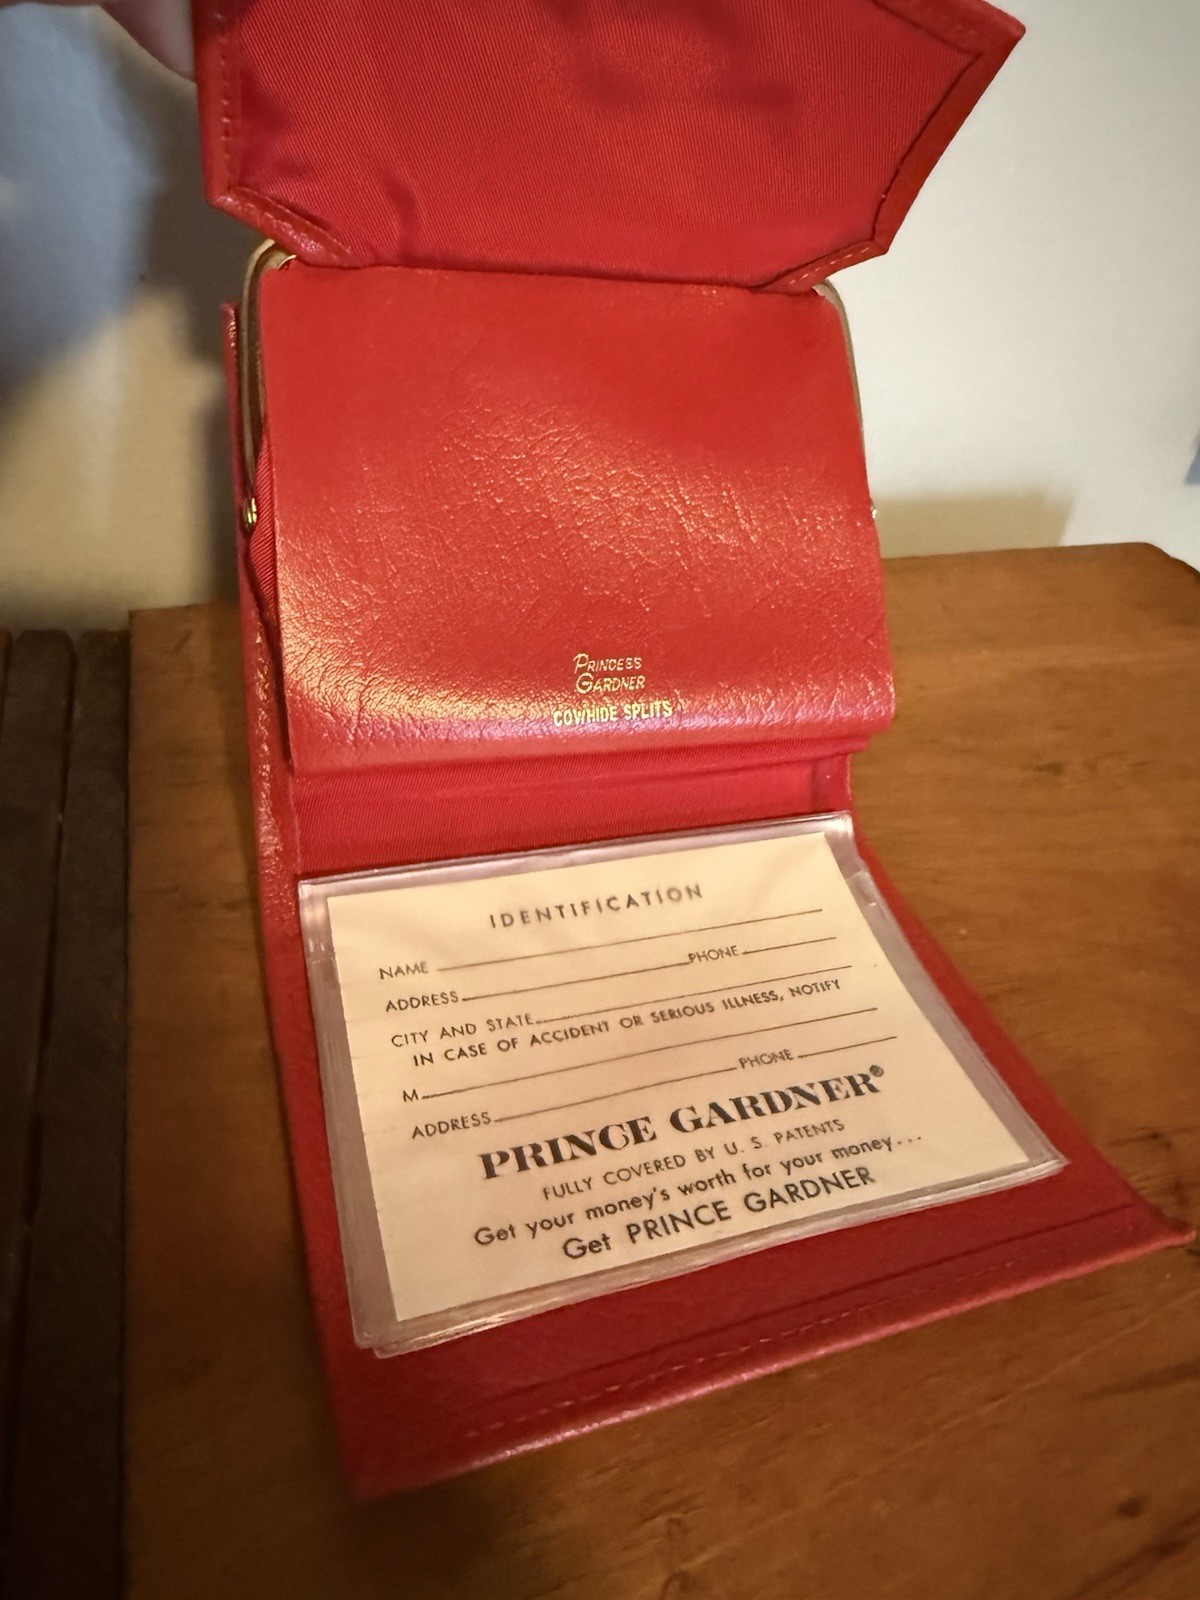 PRINCESS
GARDNER
COWHIDE SPLITS
IDENTIFICATION
NAME
ADDRESS PHONE
CITY AND STATE
IN CASE OF ACCIDENT OR SERIOUS ILLNESS, NOTIFY
M
ADDRESS PHONE
PRINCE GARDNER®
FULLY COVERED BY U. S. PATENTS
Get your money's worth for your money...
Get PRINCE GARDNER